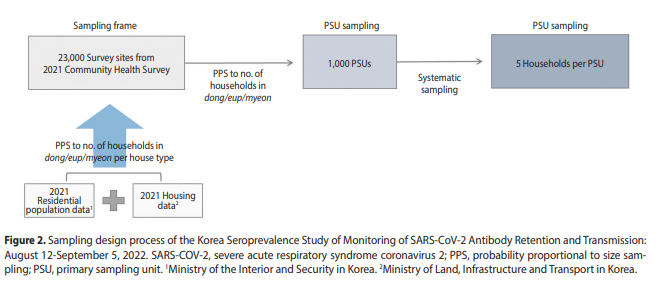 Sampling frame
PSU sampling
PSU sampling
23,000 Survey sites from
2021 Community Health Survey
PPS to no. of
households in
dong/eup/myeon
1,000 PSUs
Systematic
sampling
5 Households per PSU
PPS to no. of households in
dong/eup/myeon per house type
2021
Residential
population data¹
2021 Housing
data²
Figure 2. Sampling design process of the Korea Seroprevalence Study of Monitoring of SARS-CoV-2 Antibody Retention and Transmission:
August 12-September 5, 2022. SARS-COV-2, severe acute respiratory syndrome coronavirus 2; PPS, probability proportional to size sam-
pling; PSU, primary sampling unit. ¹Ministry of the Interior and Security in Korea. ²Ministry of Land, Infrastructure and Transport in Korea.